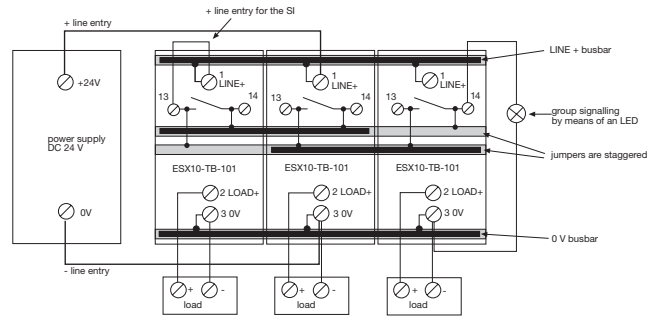 + line entry for the SI
+ line entry
LINE + busbar
+24V
1
LINE+
1
LINE+
1
LINE+
13
14
13
14
13
14
group signalling
by means of an LED
power supply
DC 24 V
jumpers are staggered
ESX10-TB-101
ESX10-TB-101
ESX10-TB-101
2 LOAD+
2 LOAD+
2 LOAD+
0V
3 0V
3 0V
3 0V
0 V busbar
- line entry
+ -
+ -
+ -
load
load
load